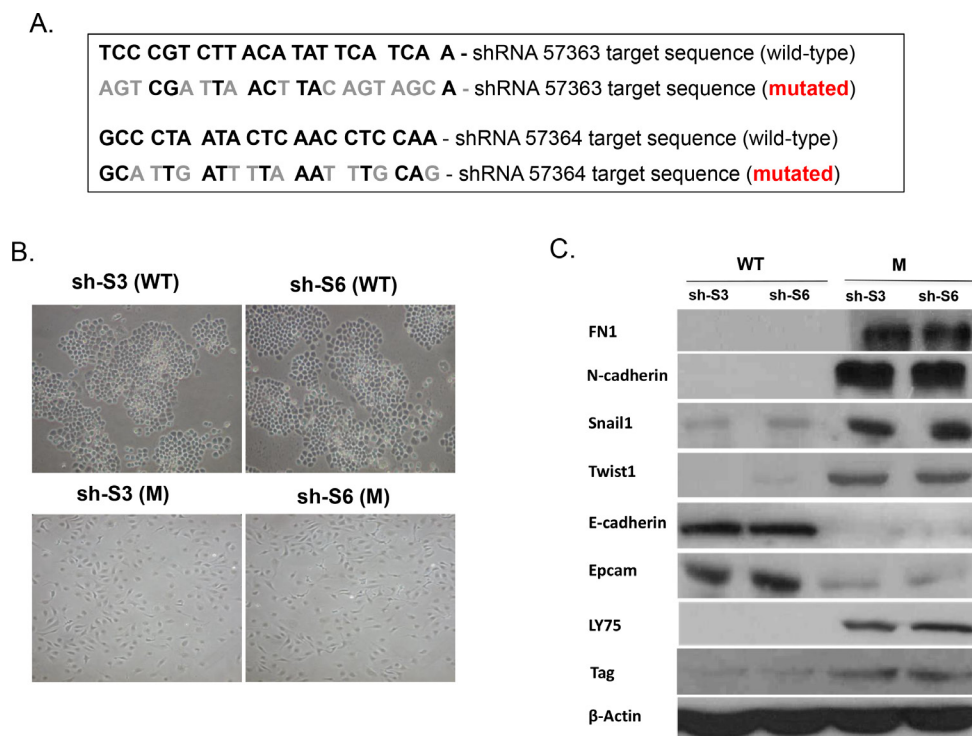 A.
TCC CGT CTT ACA TAT TCA TCA A - shRNA 57363 target sequence (wild-type)
AGT CGA TTA ACT TAC AGT AGC A - shRNA 57363 target sequence (mutated)
GCC CTA ATA CTC AAC CTC CAA - shRNA 57364 target sequence (wild-type)
GCA TTG ATT TTA AAT TTG CAG - shRNA 57364 target sequence (mutated)
B.
sh-S3 (WT) sh-S6 (WT)
sh-S3 (M) sh-S6 (M)
C.
WT M
sh-S3 sh-S6 sh-S3 sh-S6
FN1
N-cadherin
Snail1
Twist1
E-cadherin
Epcam
LY75
Tag
β-Actin